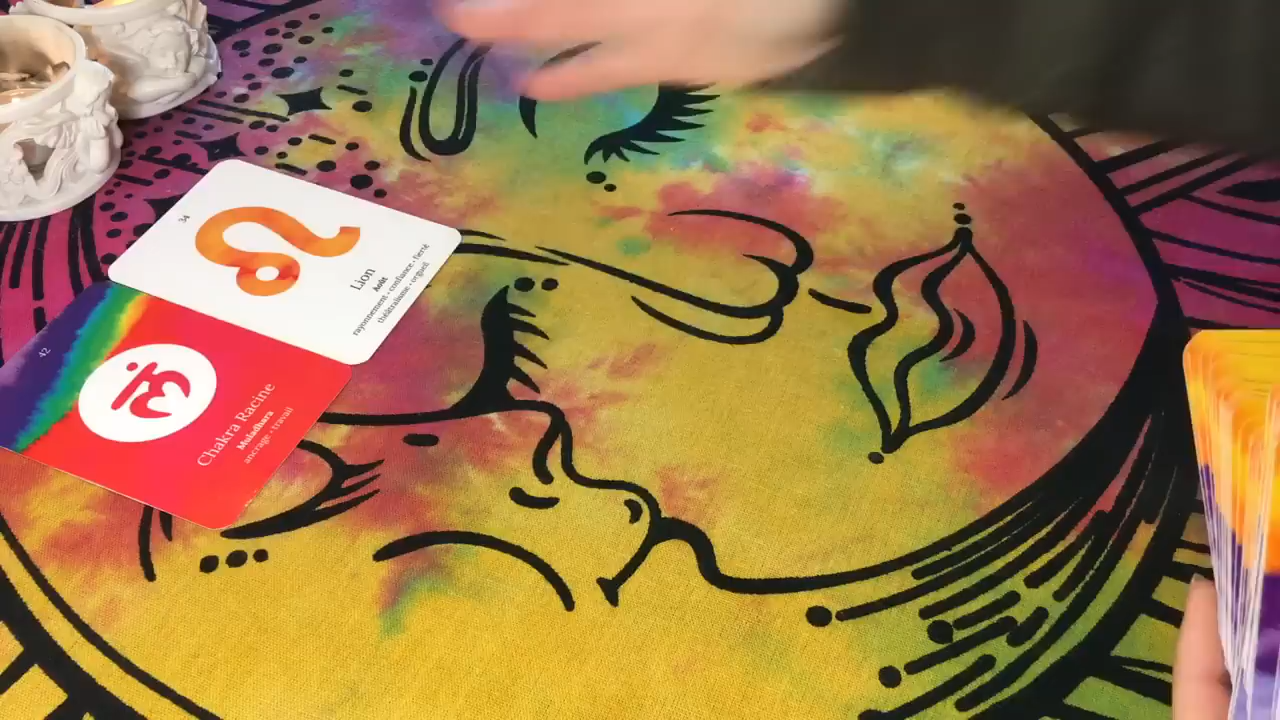 34
Lion
Août
rayonnement • confiance • fierté
théâtralisme • orgueil
42
लं
Chakra Racine
Muladhara
ancrage • travail